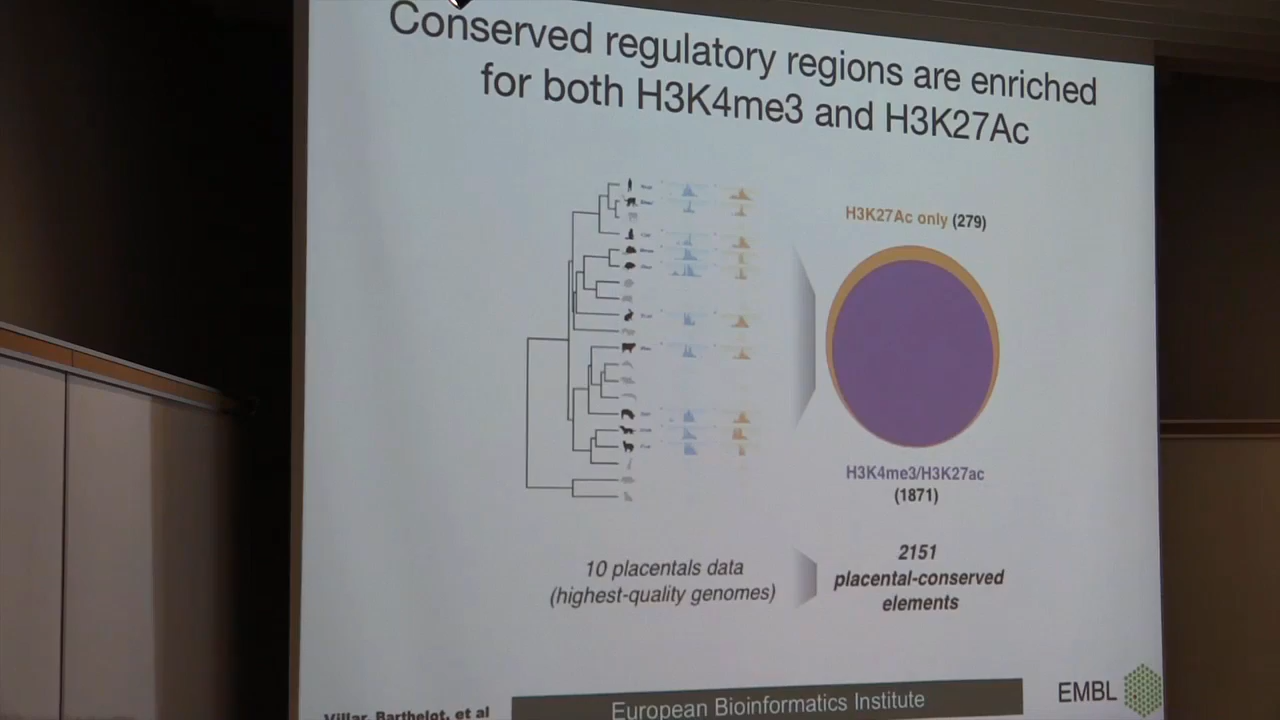 Conserved regulatory regions are enriched
for both H3K4me3 and H3K27Ac
H3K27Ac only (279)
H3K4me3/H3K27ac
(1871)
10 placentals data
(highest-quality genomes)
2151
placental-conserved
elements
Villar, Barthelot, et al
European Bioinformatics Institute
EMBL